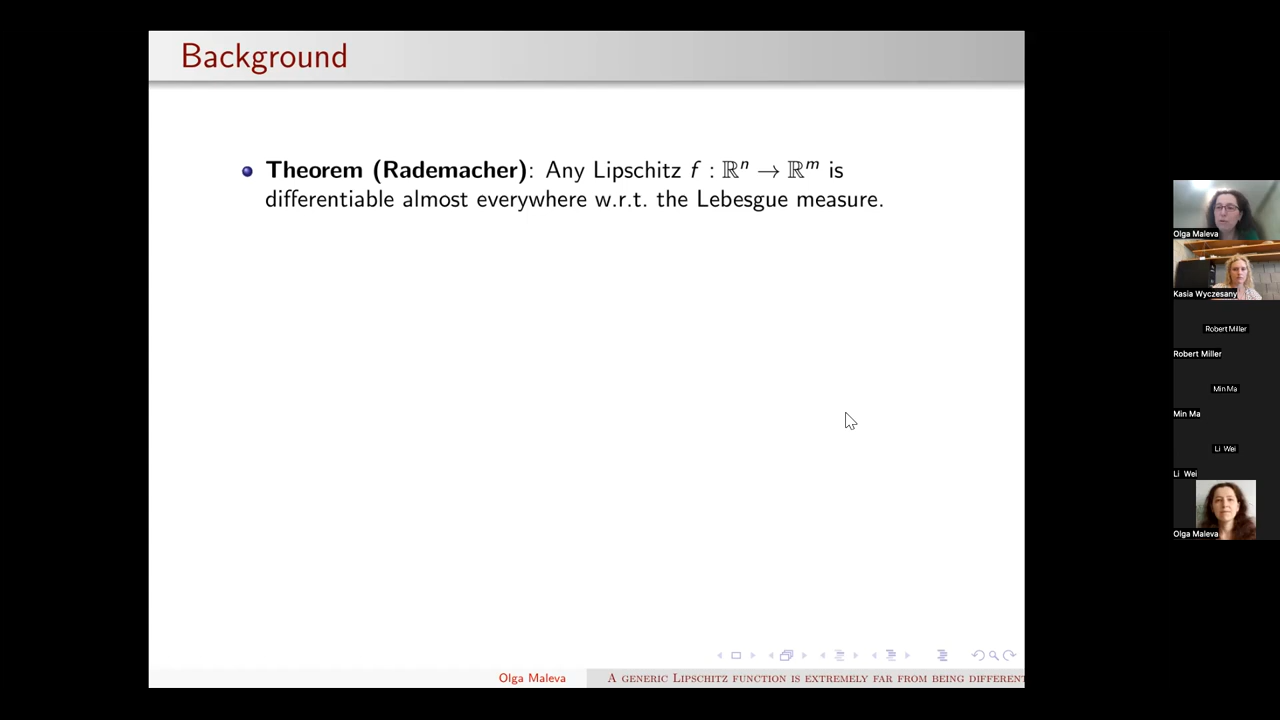 Background
Theorem (Rademacher): Any Lipschitz f : ℝⁿ → ℝᵐ is
differentiable almost everywhere w.r.t. the Lebesgue measure.
Olga Maleva
A GENERIC LIPSCHITZ FUNCTION IS EXTREMELY FAR FROM BEING DIFFERENT
Olga Maleva
Kasia Wyczesany
Robert Miller
Robert Miller
Min Ma
Min Ma
Li Wei
Li Wei
Olga Maleva